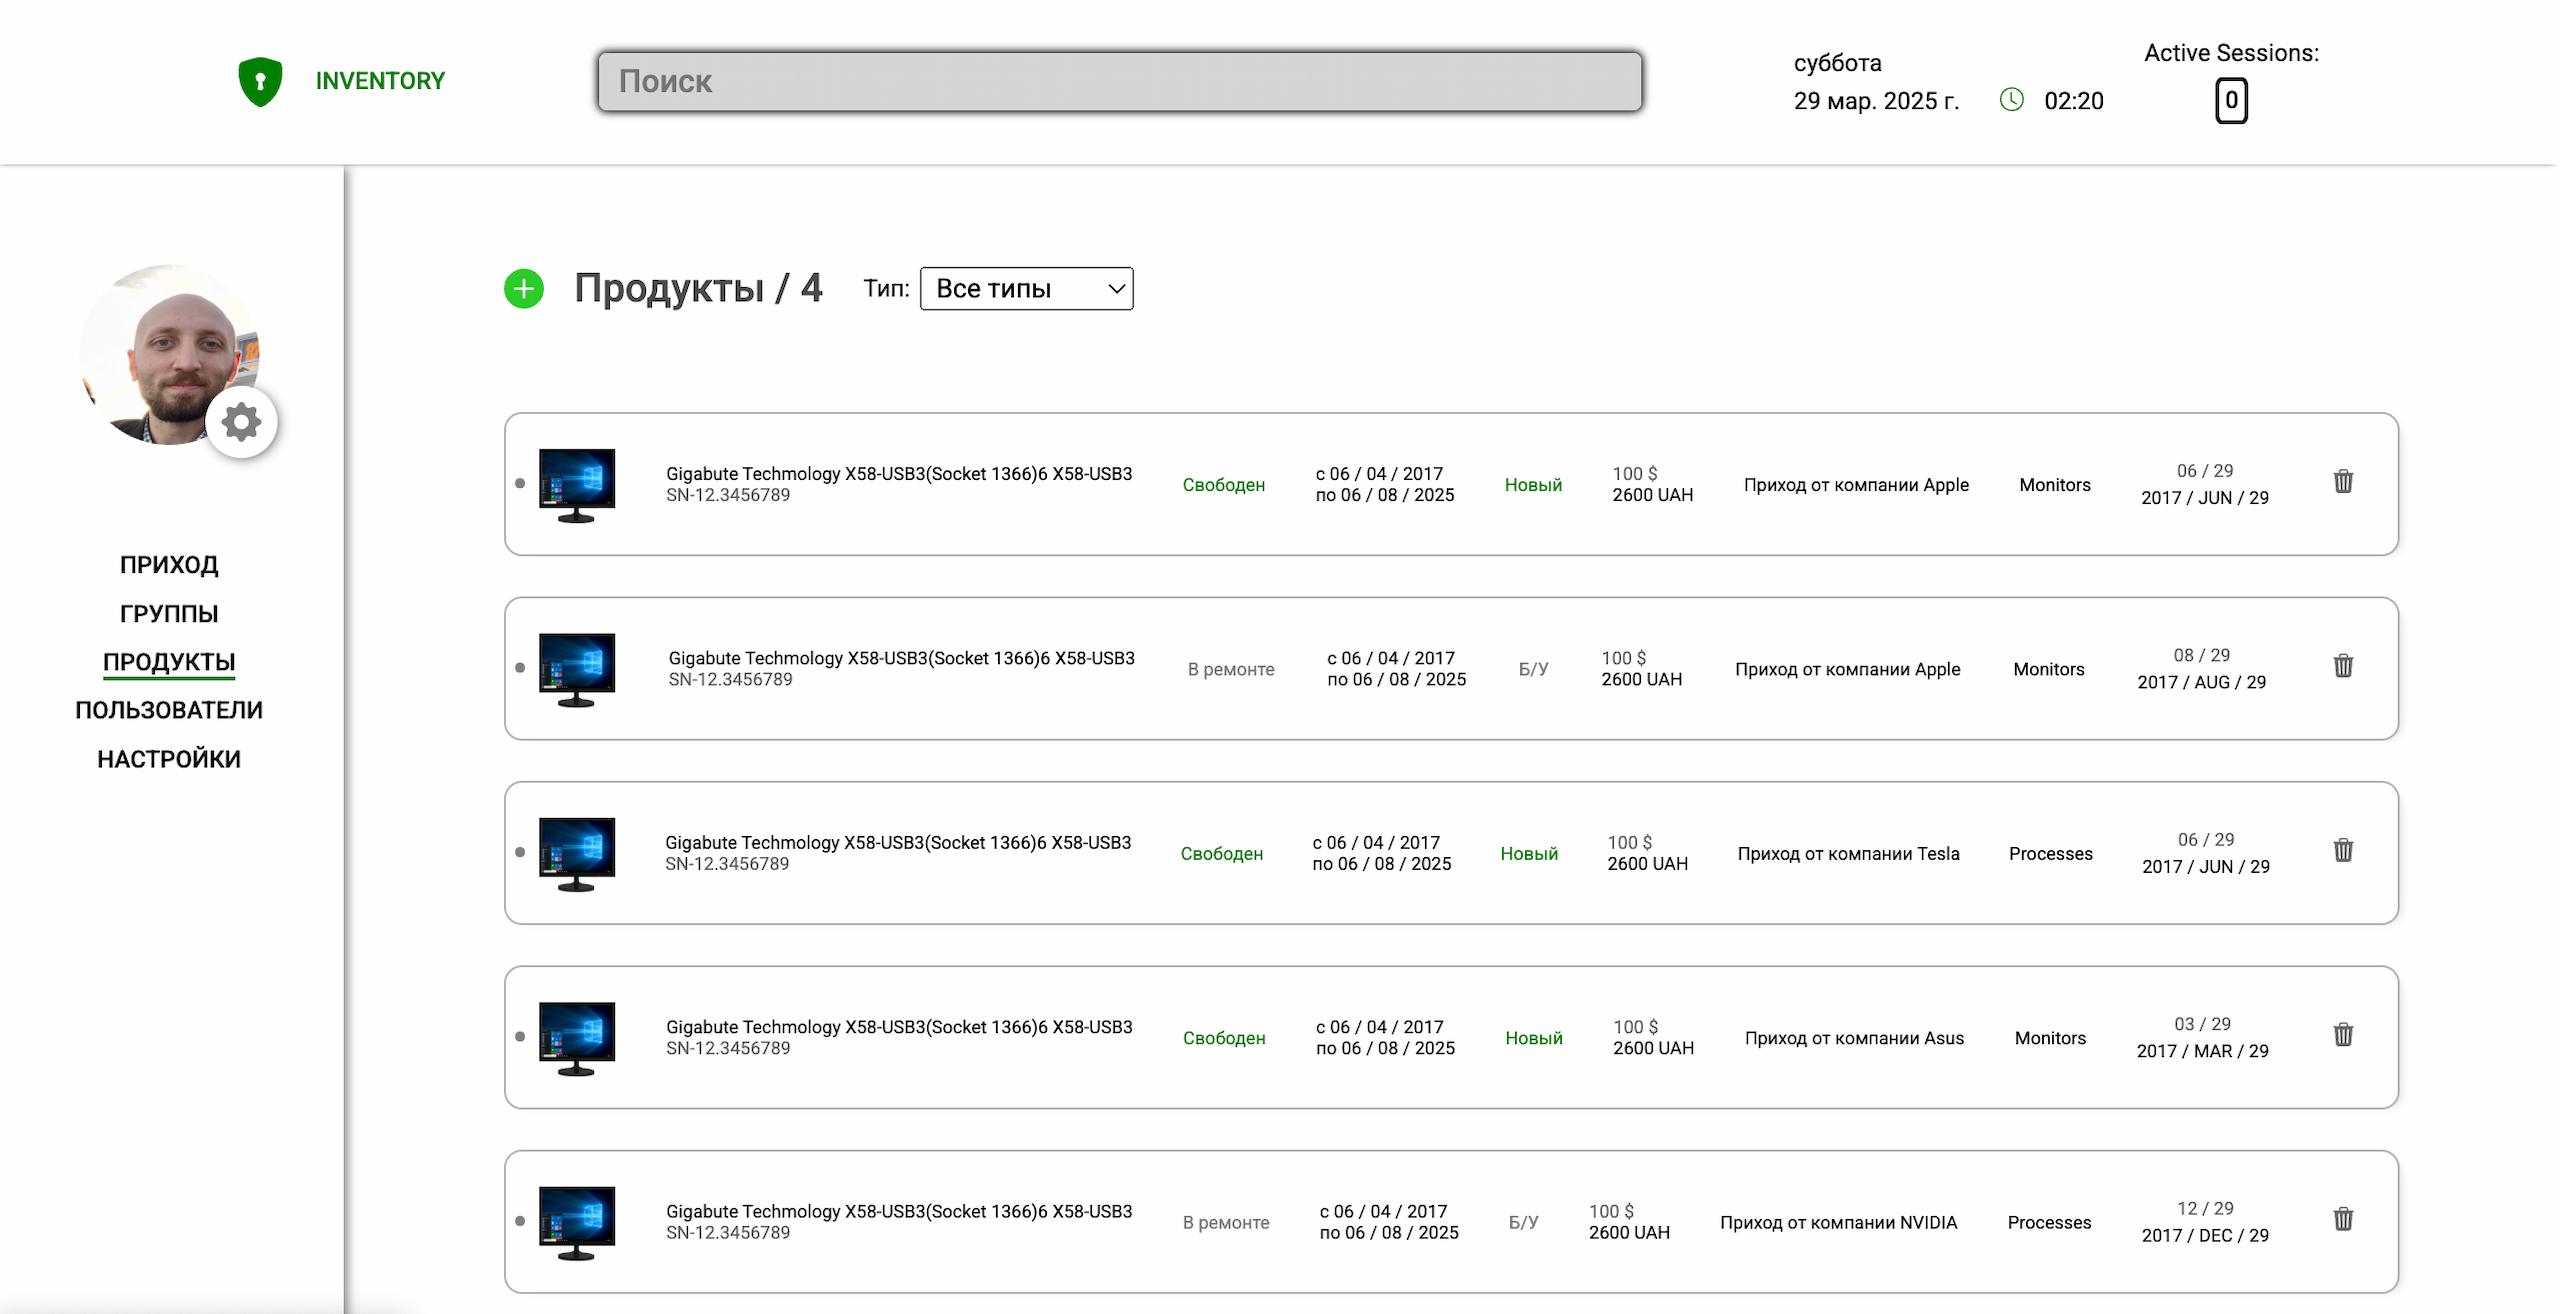 INVENTORY
Поиск
суббота
29 мар. 2025 г.
02:20
Active Sessions:
0
ПРИХОД
ГРУППЫ
ПРОДУКТЫ
ПОЛЬЗОВАТЕЛИ
НАСТРОЙКИ
Продукты / 4
Тип:
Все типы
Gigabute Techmology X58-USB3(Socket 1366)6 X58-USB3
SN-12.3456789
Свободен
с 06 / 04 / 2017
по 06 / 08 / 2025
Новый
100 $
2600 UAH
Приход от компании Apple
Monitors
06 / 29
2017 / JUN / 29
Gigabute Techmology X58-USB3(Socket 1366)6 X58-USB3
SN-12.3456789
В ремонте
с 06 / 04 / 2017
по 06 / 08 / 2025
Б/У
100 $
2600 UAH
Приход от компании Apple
Monitors
08 / 29
2017 / AUG / 29
Gigabute Techmology X58-USB3(Socket 1366)6 X58-USB3
SN-12.3456789
Свободен
с 06 / 04 / 2017
по 06 / 08 / 2025
Новый
100 $
2600 UAH
Приход от компании Tesla
Processes
06 / 29
2017 / JUN / 29
Gigabute Techmology X58-USB3(Socket 1366)6 X58-USB3
SN-12.3456789
Свободен
с 06 / 04 / 2017
по 06 / 08 / 2025
Новый
100 $
2600 UAH
Приход от компании Asus
Monitors
03 / 29
2017 / MAR / 29
Gigabute Techmology X58-USB3(Socket 1366)6 X58-USB3
SN-12.3456789
В ремонте
с 06 / 04 / 2017
по 06 / 08 / 2025
Б/У
100 $
2600 UAH
Приход от компании NVIDIA
Processes
12 / 29
2017 / DEC / 29